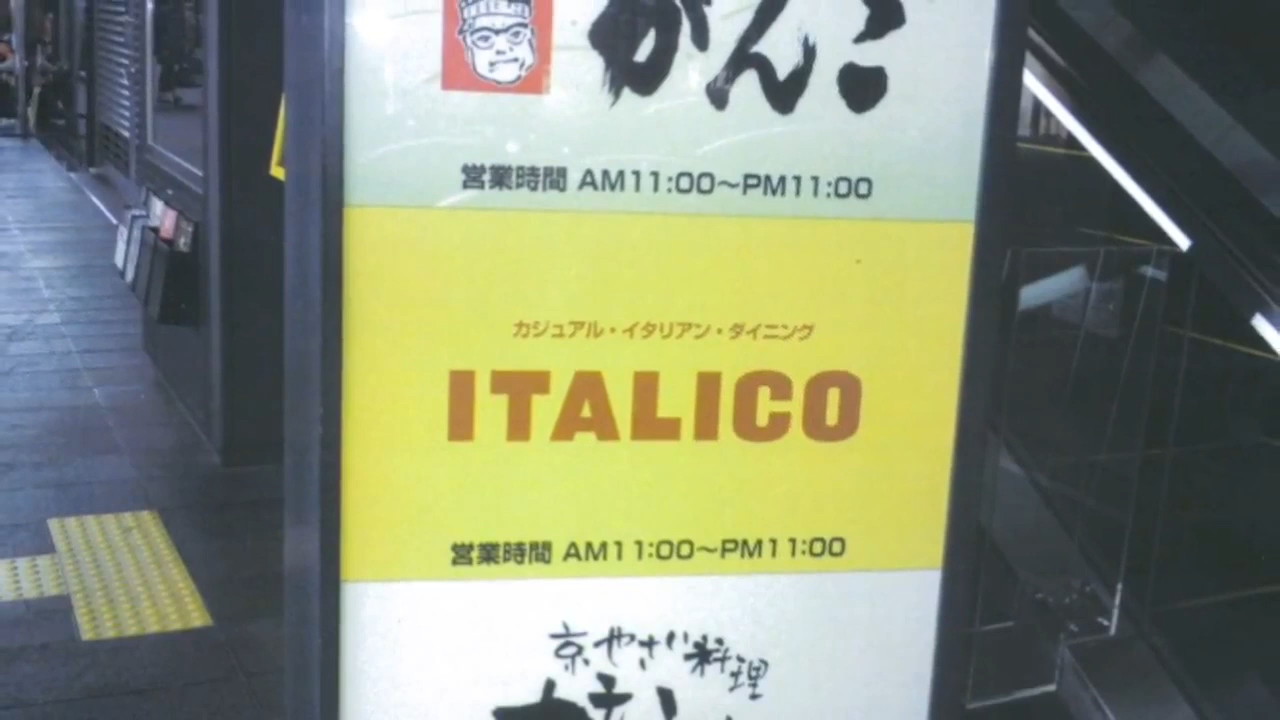 がんこ
営業時間 AM11:00〜PM11:00
カジュアル・イタリアン・ダイニング
ITALICO
営業時間 AM11:00〜PM11:00
京やさい料理